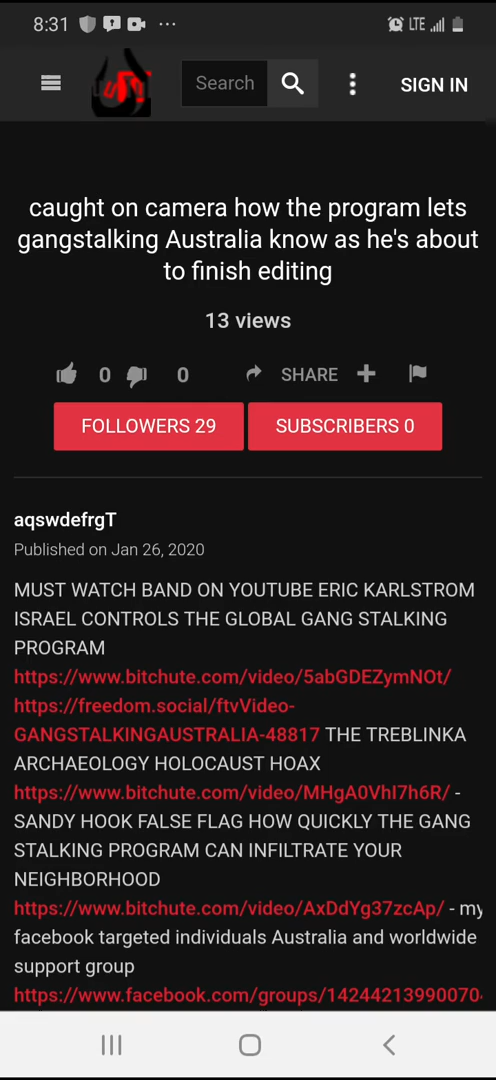 8:31
LTE
Search
SIGN IN
caught on camera how the program lets
gangstalking Australia know as he's about
to finish editing
13 views
0
0
SHARE
FOLLOWERS 29
SUBSCRIBERS 0
aqswdefrgT
Published on Jan 26, 2020
MUST WATCH BAND ON YOUTUBE ERIC KARLSTROM
ISRAEL CONTROLS THE GLOBAL GANG STALKING
PROGRAM
https://www.bitchute.com/video/5abGDEZymNOt/
https://freedom.social/ftvVideo-
GANGSTALKINGAUSTRALIA-48817 THE TREBLINKA
ARCHAEOLOGY HOLOCAUST HOAX
https://www.bitchute.com/video/MHgA0VhI7h6R/ -
SANDY HOOK FALSE FLAG HOW QUICKLY THE GANG
STALKING PROGRAM CAN INFILTRATE YOUR
NEIGHBORHOOD
https://www.bitchute.com/video/AxDdYg37zcAp/ - my
facebook targeted individuals Australia and worldwide
support group
https://www.facebook.com/groups/14244213990070